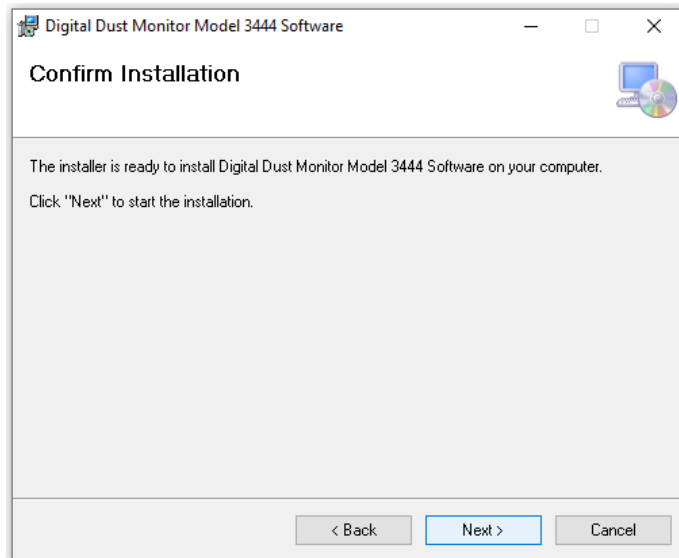 Digital Dust Monitor Model 3444 Software
Confirm Installation
The installer is ready to install Digital Dust Monitor Model 3444 Software on your computer.
Click "Next" to start the installation.
< Back
Next >
Cancel